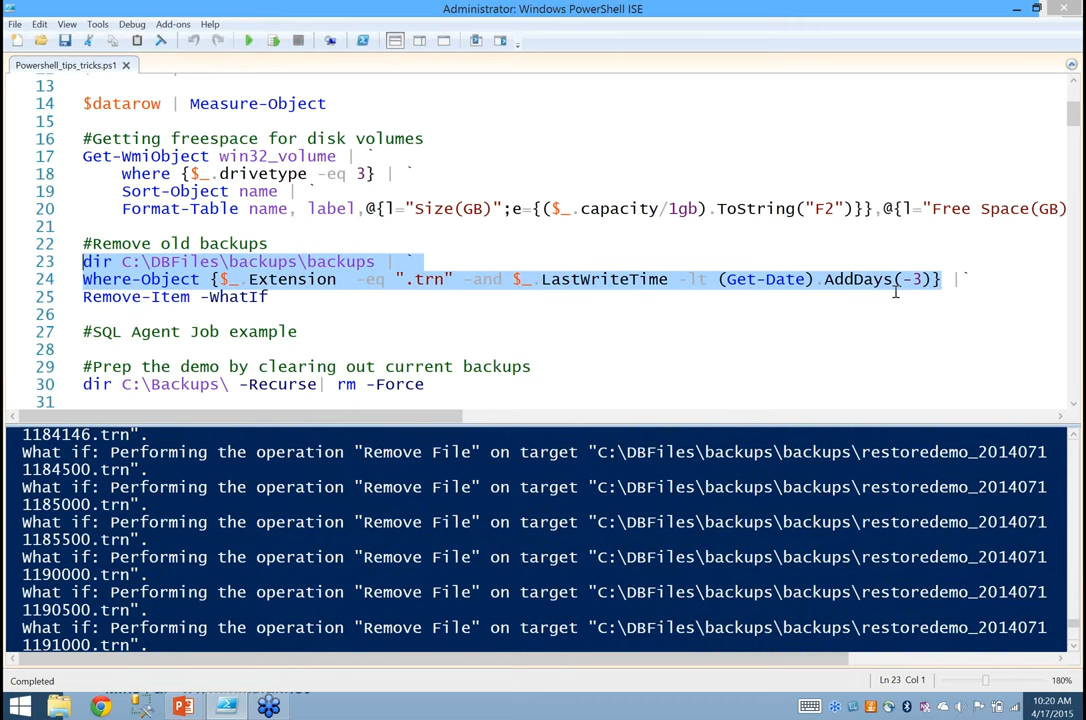 Administrator: Windows PowerShell ISE
File Edit View Tools Debug Add-ons Help
Powershell_tips_tricks.ps1
13
14 $datarow | Measure-Object
15
16 #Getting freespace for disk volumes
17 Get-WmiObject win32_volume | `
18 where {$_.drivetype -eq 3} | `
19 Sort-Object name | `
20 Format-Table name, label,@{l="Size(GB)";e={($_.capacity/1gb).ToString("F2")}},@{l="Free Space(GB)
21
22 #Remove old backups
23 dir C:\DBFiles\backups\backups | `
24 Where-Object {$_.Extension -eq ".trn" -and $_.LastWriteTime -lt (Get-Date).AddDays(-3)} |`
25 Remove-Item -WhatIf
26
27 #SQL Agent Job example
28
29 #Prep the demo by clearing out current backups
30 dir C:\Backups\ -Recurse| rm -Force
31
1184146.trn".
What if: Performing the operation "Remove File" on target "C:\DBFiles\backups\backups\restoredemo_2014071
1184500.trn".
What if: Performing the operation "Remove File" on target "C:\DBFiles\backups\backups\restoredemo_2014071
1185000.trn".
What if: Performing the operation "Remove File" on target "C:\DBFiles\backups\backups\restoredemo_2014071
1185500.trn".
What if: Performing the operation "Remove File" on target "C:\DBFiles\backups\backups\restoredemo_2014071
1190000.trn".
What if: Performing the operation "Remove File" on target "C:\DBFiles\backups\backups\restoredemo_2014071
1190500.trn".
What if: Performing the operation "Remove File" on target "C:\DBFiles\backups\backups\restoredemo_2014071
1191000.trn".
Completed
Ln 23 Col 1
180%
10:20 AM
4/17/2015